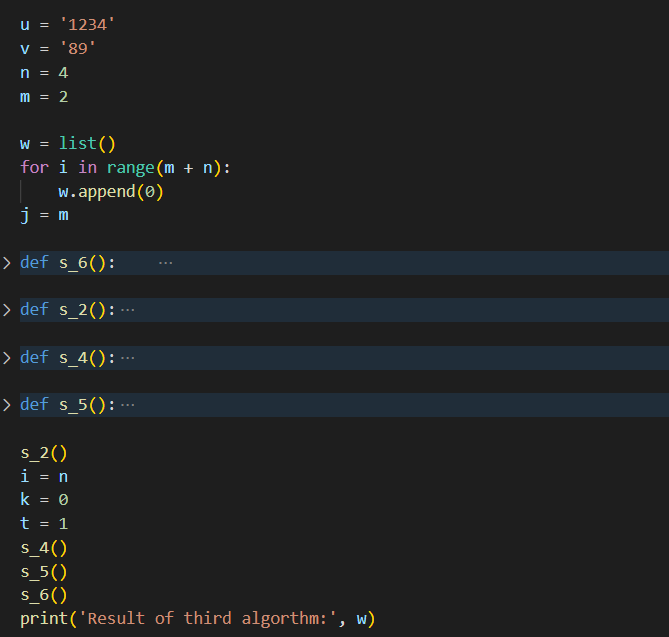 u = '1234'
v = '89'
n = 4
m = 2
w = list()
for i in range(m + n):
    w.append(0)
j = m
def s_6(): ···
def s_2():···
def s_4():···
def s_5():···
s_2()
i = n
k = 0
t = 1
s_4()
s_5()
s_6()
print('Result of third algorthm:', w)